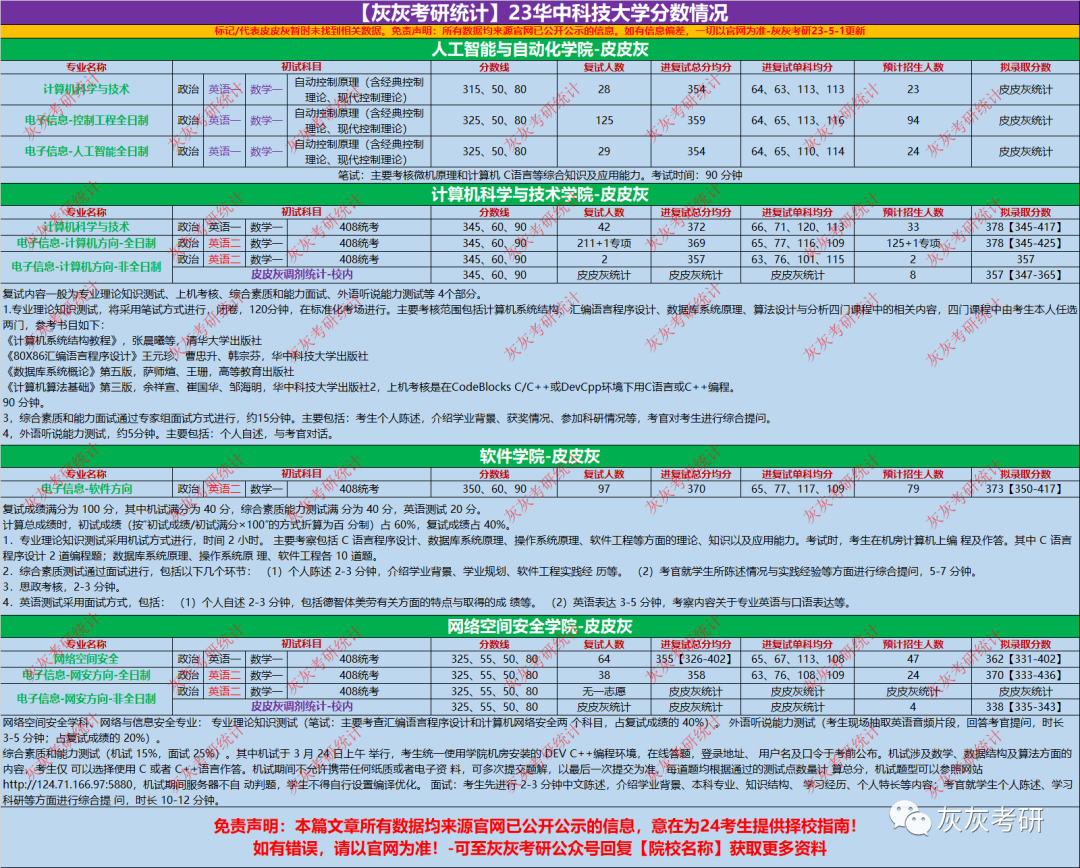 【灰灰考研统计】23华中科技大学分数情况
标记/代表皮皮灰暂时未找到相关数据。免责声明：所有数据均来源官网已公开公示的信息。如有信息偏差，一切以官网为准-灰灰考研23-5-1更新
人工智能与自动化学院-皮皮灰
专业名称 初试科目 分数线 复试人数 进复试总分均分 进复试单科均分 预计招生人数 拟录取分数
计算机科学与技术 政治 英语一 数学一 自动控制原理（含经典控制理论、现代控制理论） 315、50、80 28 354 64、63、113、113 23 皮皮灰统计
电子信息-控制工程全日制 政治 英语一 数学一 自动控制原理（含经典控制理论、现代控制理论） 325、50、80 125 359 64、65、113、116 94 皮皮灰统计
电子信息-人工智能全日制 政治 英语一 数学一 自动控制原理（含经典控制理论、现代控制理论） 325、50、80 29 354 64、65、110、114 24 皮皮灰统计
笔试：主要考核微机原理和计算机 C语言等综合知识及应用能力。考试时间：90 分钟
计算机科学与技术学院-皮皮灰
专业名称 初试科目 分数线 复试人数 进复试总分均分 进复试单科均分 预计招生人数 拟录取分数
计算机科学与技术 政治 英语一 数学一 408统考 345、60、90 42 372 66、71、120、113 33 378【345-417】
电子信息-计算机方向-全日制 政治 英语二 数学一 408统考 345、60、90 211+1专项 369 65、77、116、109 125+1专项 378【345-425】
电子信息-计算机方向-非全日制 政治 英语二 数学一 408统考 345、60、90 2 357 63、76、101、115 2 357
皮皮灰调剂统计-校内 345、60、90 皮皮灰统计 皮皮灰统计 皮皮灰统计 8 357【347-365】
复试内容一般为专业理论知识测试、上机考核、综合素质和能力面试、外语听说能力测试等 4个部分。
1.专业理论知识测试，将采用笔试方式进行，闭卷，120分钟，在标准化考场进行。主要考核范围包括计算机系统结构、汇编语言程序设计、数据库系统原理、算法设计与分析四门课程中的相关内容，四门课程中由考生本人任选
两门，参考书目如下：
《计算机系统结构教程》，张晨曦等，清华大学出版社
《80X86汇编语言程序设计》王元珍、曹忠升、韩宗芬，华中科技大学出版社
《数据库系统概论》第五版，萨师煊、王珊，高等教育出版社
《计算机算法基础》第三版，余祥宣、崔国华、邹海明，华中科技大学出版社2，上机考核是在CodeBlocks C/C++或DevCpp环境下用C语言或C++编程。
90 分钟。
3，综合素质和能力面试通过专家组面试方式进行，约15分钟。主要包括：考生个人陈述，介绍学业背景、获奖情况、参加科研情况等，考官对考生进行综合提问。
4，外语听说能力测试，约5分钟。主要包括：个人自述，与考官对话。
软件学院-皮皮灰
专业名称 初试科目 分数线 复试人数 进复试总分均分 进复试单科均分 预计招生人数 拟录取分数
电子信息-软件方向 政治 英语二 数学一 408统考 350、60、90 97 370 65、77、117、109 79 373【350-417】
复试成绩满分为 100 分，其中机试满 分为 40 分，综合素质能力测试满 分为 40 分，英语测试 20 分。
计算总成绩时，初试成绩（按“初试成绩/初试满分×100”的方式折算为百 分制）占 60%，复试成绩占 40%。
1．专业理论知识测试采用机试方式进行，时间 2 小时。 主要考察包括 C 语言程序设计、数据库系统原理、操作系统原理、软件工程等方面的理论、知识以及应用能力。考试时，考生在机房计算机上编 程及作答。其中 C 语言
程序设计 2 道编程题；数据库系统原理、操作系统原 理、软件工程各 10 道题。
2．综合素质测试通过面试进行，包括以下几个环节： （1）个人陈述 2-3 分钟，介绍学业背景、学业规划、软件工程实践经 历等。 （2）考官就学生所陈述情况与实践经验等方面进行综合提问，5-7 分钟。
3．思政考核，2-3 分钟。
4．英语测试采用面试方式，包括： （1）个人自述 2-3 分钟，包括德智体美劳有关方面的特点与取得的成 绩等。 （2）英语表达 3-5 分钟，考察内容关于专业英语与口语表达等。
网络空间安全学院-皮皮灰
专业名称 初试科目 分数线 复试人数 进复试总分均分 进复试单科均分 预计招生人数 拟录取分数
网络空间安全 政治 英语一 数学一 408统考 325、55、50、80 64 355【326-402】 65、67、113、108 47 362【331-402】
电子信息-网安方向-全日制 政治 英语二 数学一 408统考 325、55、50、80 38 358 63、76、108、109 24 370【333-436】
电子信息-网安方向-非全日制 政治 英语二 数学一 408统考 325、55、50、80 无一志愿 皮皮灰统计 皮皮灰统计 皮皮灰统计 皮皮灰统计
皮皮灰调剂统计-校内 325、55、50、80 皮皮灰统计 皮皮灰统计 皮皮灰统计 4 338【335-343】
网络空间安全学科、网络与信息安全专业： 专业理论知识测试（笔试：主要考查汇编语言程序设计和计算机网络安全两 个科目，占复试成绩的 40%）； 外语听说能力测试（考生现场抽取英语音频片段，回答考官提问，时长
3-5 分钟；占复试成绩的 20%）。
综合素质和能力测试（机试 15%，面试 25%）。其中机试于 3 月 24 日上午 举行，考生统一使用学院机房安装的 DEV C++编程环境，在线答题，登录地址、 用户名及口令于考前公布。机试涉及数学、数据结构及算法方面的
内容，考生仅 可以选择使用 C 或者 C++语言作答。机试期间不允许携带任何纸质或者电子资 料，可多次提交题解，以最后一次提交为准，每道题均根据通过的测试点数量计 算总分，机试题型可以参照网站
http://124.71.166.97:5880，机试期间服务器不自 动判题，学生不得自行设置编译优化。 面试：考生先进行 2-3 分钟中文陈述，介绍学业背景、本科专业、知识结构、 学习经历、个人特长等内容；考官就学生个人陈述、学习
科研等方面进行综合提 问，时长 10-12 分钟。
免责声明：本篇文章所有数据均来源官网已公开公示的信息，意在为24考生提供择校指南！
如有错误，请以官网为准！-可至灰灰考研公众号回复【院校名称】获取更多资料
灰灰考研